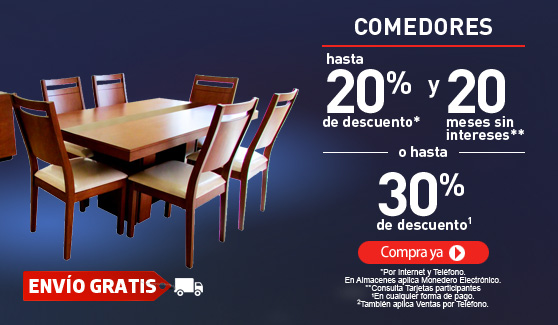 COMEDORES
hasta
20% y 20
de descuento* meses sin
intereses**
o hasta
30%
de descuento¹
Compra ya
ENVÍO GRATIS
*Por Internet y Teléfono.
En Almacenes aplica Monedero Electrónico.
**Consulta Tarjetas participantes
¹En cualquier forma de pago.
²También aplica Ventas por Teléfono.